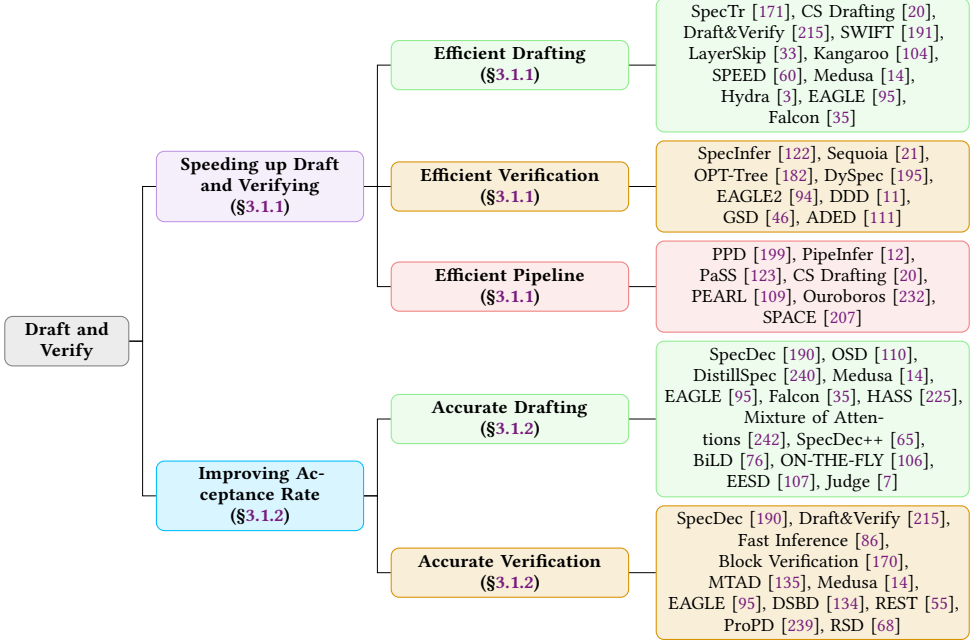 Draft and
Verify
Speeding up Draft
and Verifying
(§3.1.1)
Efficient Drafting
(§3.1.1)
SpecTr [171], CS Drafting [20],
Draft&Verify [215], SWIFT [191],
LayerSkip [33], Kangaroo [104],
SPEED [60], Medusa [14],
Hydra [3], EAGLE [95],
Falcon [35]
Efficient Verification
(§3.1.1)
SpecInfer [122], Sequoia [21],
OPT-Tree [182], DySpec [195],
EAGLE2 [94], DDD [11],
GSD [46], ADED [111]
Efficient Pipeline
(§3.1.1)
PPD [199], PipeInfer [12],
PaSS [123], CS Drafting [20],
PEARL [109], Ouroboros [232],
SPACE [207]
Improving Ac-
ceptance Rate
(§3.1.2)
Accurate Drafting
(§3.1.2)
SpecDec [190], OSD [110],
DistillSpec [240], Medusa [14],
EAGLE [95], Falcon [35], HASS [225],
Mixture of Atten-
tions [242], SpecDec++ [65],
BiLD [76], ON-THE-FLY [106],
EESD [107], Judge [7]
Accurate Verification
(§3.1.2)
SpecDec [190], Draft&Verify [215],
Fast Inference [86],
Block Verification [170],
MTAD [135], Medusa [14],
EAGLE [95], DSBD [134], REST [55],
ProPD [239], RSD [68]